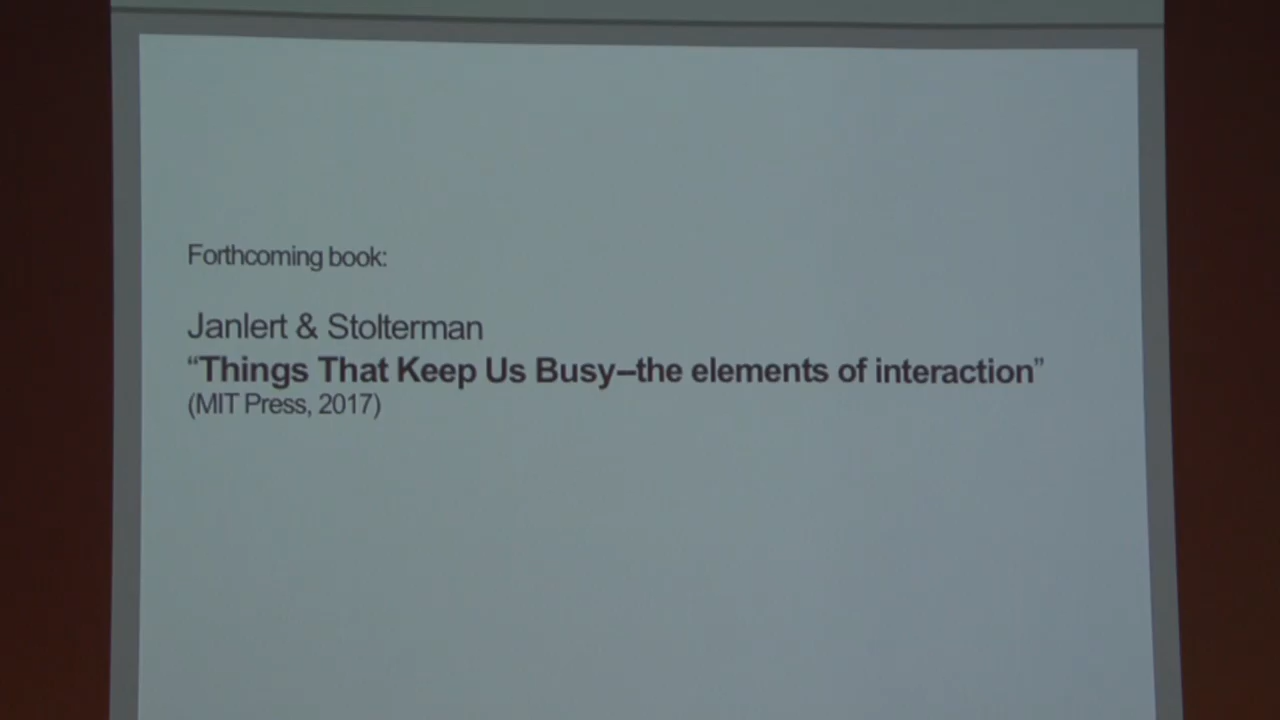 Forthcoming book:
Janlert & Stolterman
“Things That Keep Us Busy–the elements of interaction”
(MIT Press, 2017)